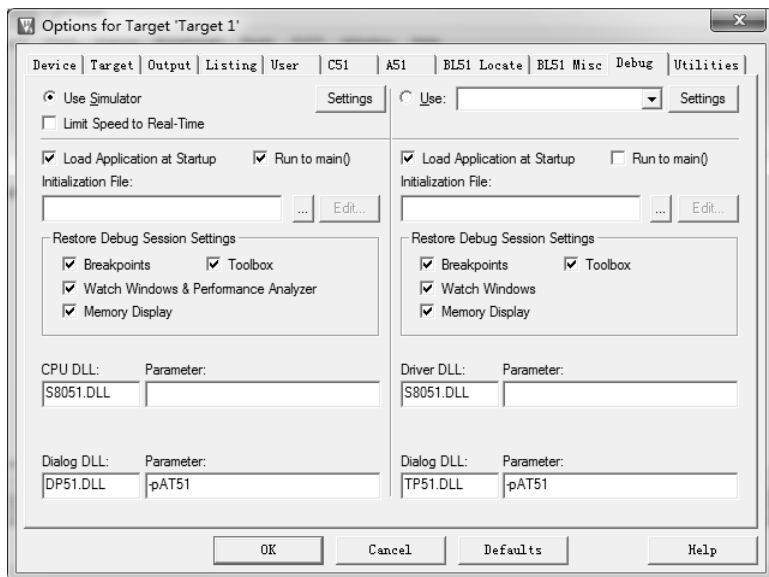 Options for Target 'Target 1'
Device Target Output Listing User C51 A51 BL51 Locate BL51 Misc Debug Utilities
Use Simulator Settings Use: Settings
Limit Speed to Real-Time
Load Application at Startup Run to main() Load Application at Startup Run to main()
Initialization File: Initialization File:
... Edit... ... Edit...
Restore Debug Session Settings Restore Debug Session Settings
Breakpoints Toolbox Breakpoints Toolbox
Watch Windows & Performance Analyzer Watch Windows
Memory Display Memory Display
CPU DLL: Parameter: Driver DLL: Parameter:
S8051.DLL S8051.DLL
Dialog DLL: Parameter: Dialog DLL: Parameter:
DP51.DLL -pAT51 TP51.DLL -pAT51
OK Cancel Defaults Help